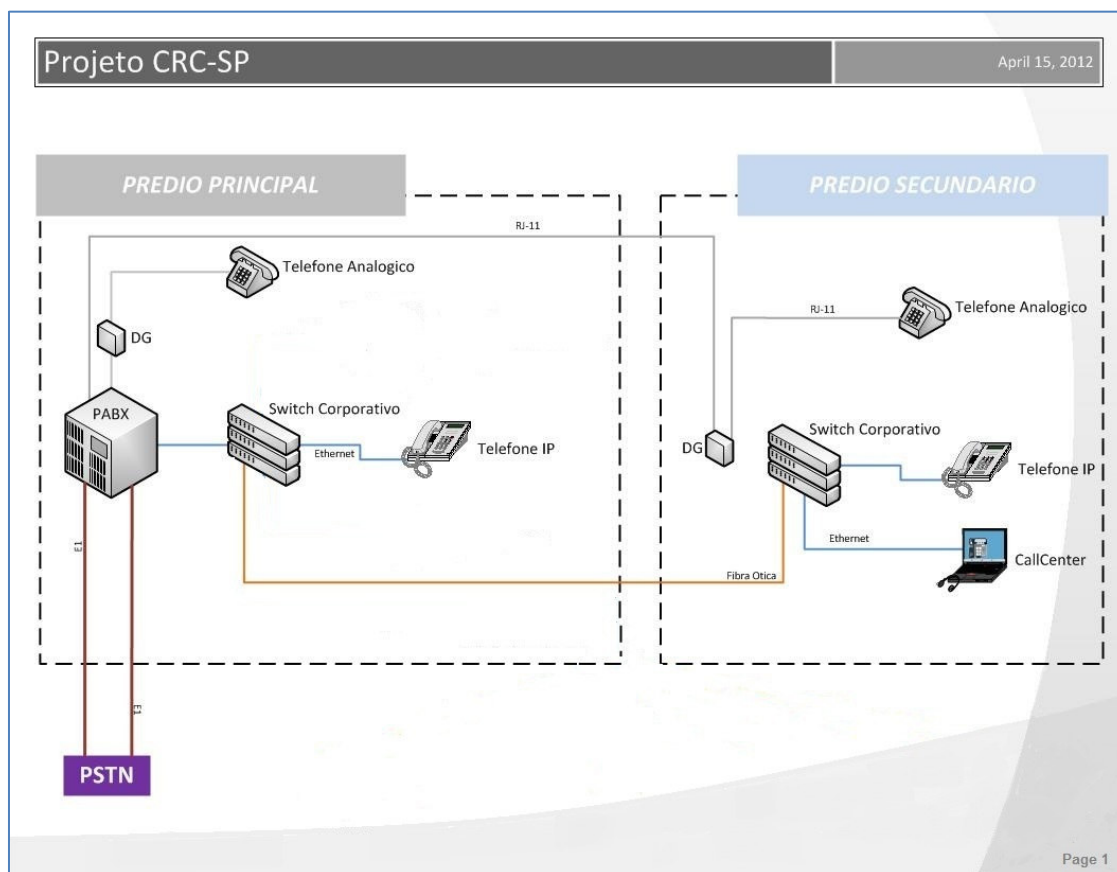 Projeto CRC-SP
April 15, 2012
PREDIO PRINCIPAL
PREDIO SECUNDARIO
RJ-11
Telefone Analogico
DG
PABX
Switch Corporativo
Ethernet
Telefone IP
E1
E1
PSTN
RJ-11
Telefone Analogico
DG
Switch Corporativo
Telefone IP
Ethernet
CallCenter
Fibra Otica
Page 1